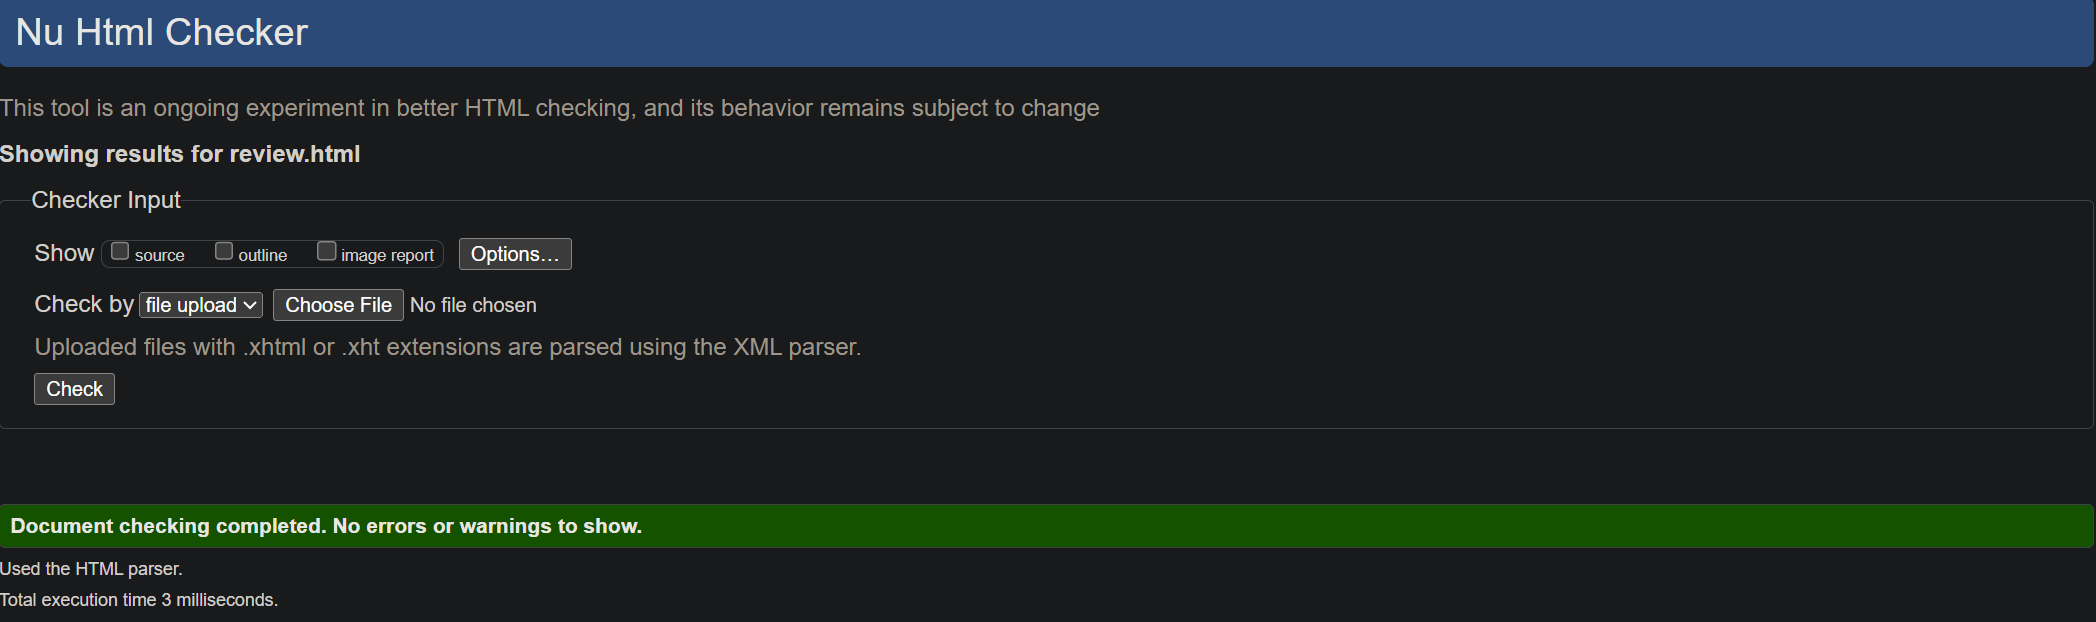 Nu Html Checker
This tool is an ongoing experiment in better HTML checking, and its behavior remains subject to change
Showing results for review.html
Checker Input
Show source outline image report Options...
Check by file upload Choose File No file chosen
Uploaded files with .xhtml or .xht extensions are parsed using the XML parser.
Check
Document checking completed. No errors or warnings to show.
Used the HTML parser.
Total execution time 3 milliseconds.